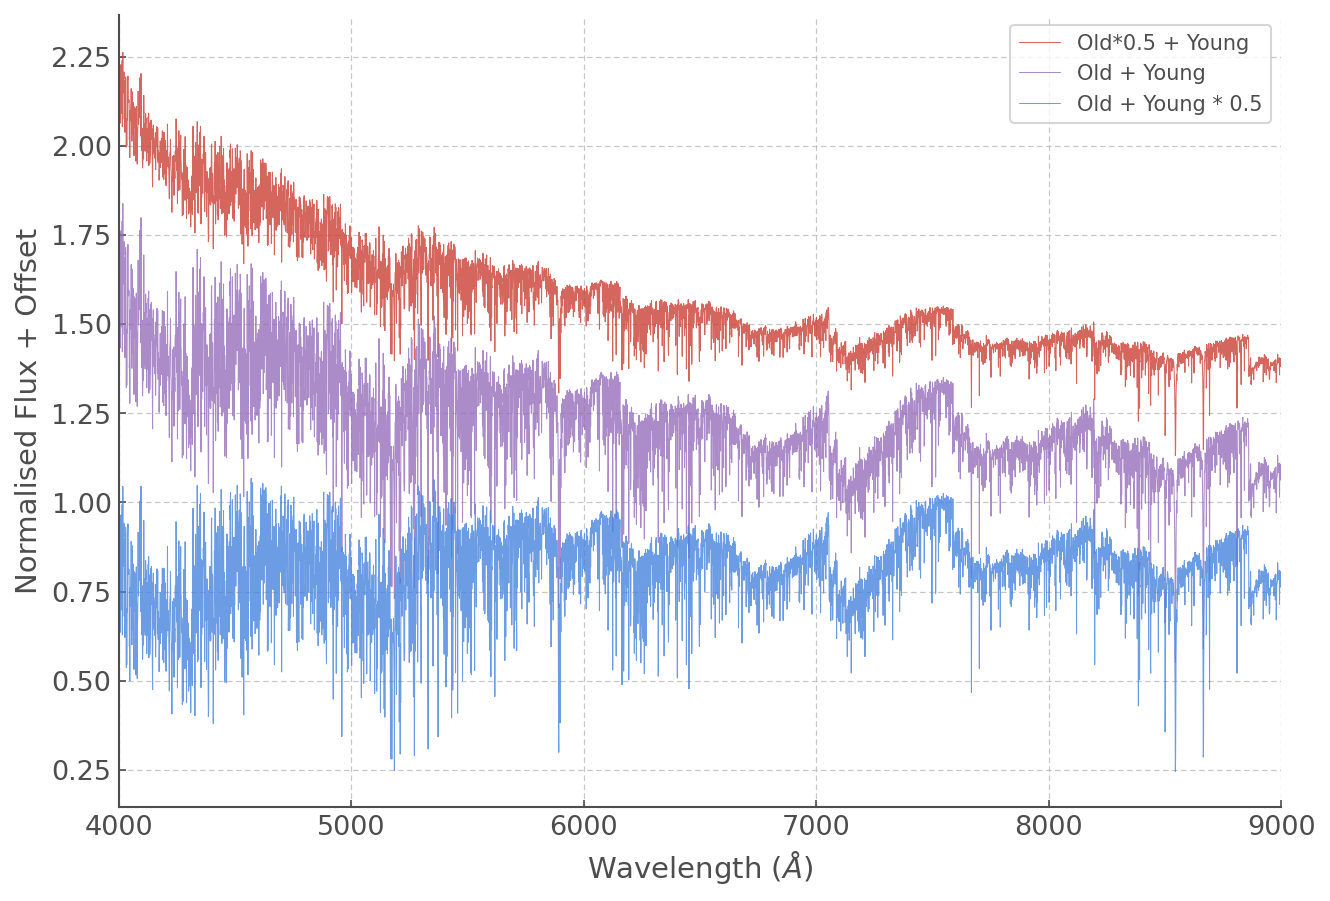 Normalised Flux + Offset
2.25
2.00
1.75
1.50
1.25
1.00
0.75
0.50
0.25
Old*0.5 + Young
Old + Young
Old + Young * 0.5
4000 5000 6000 7000 8000 9000
Wavelength (Å)